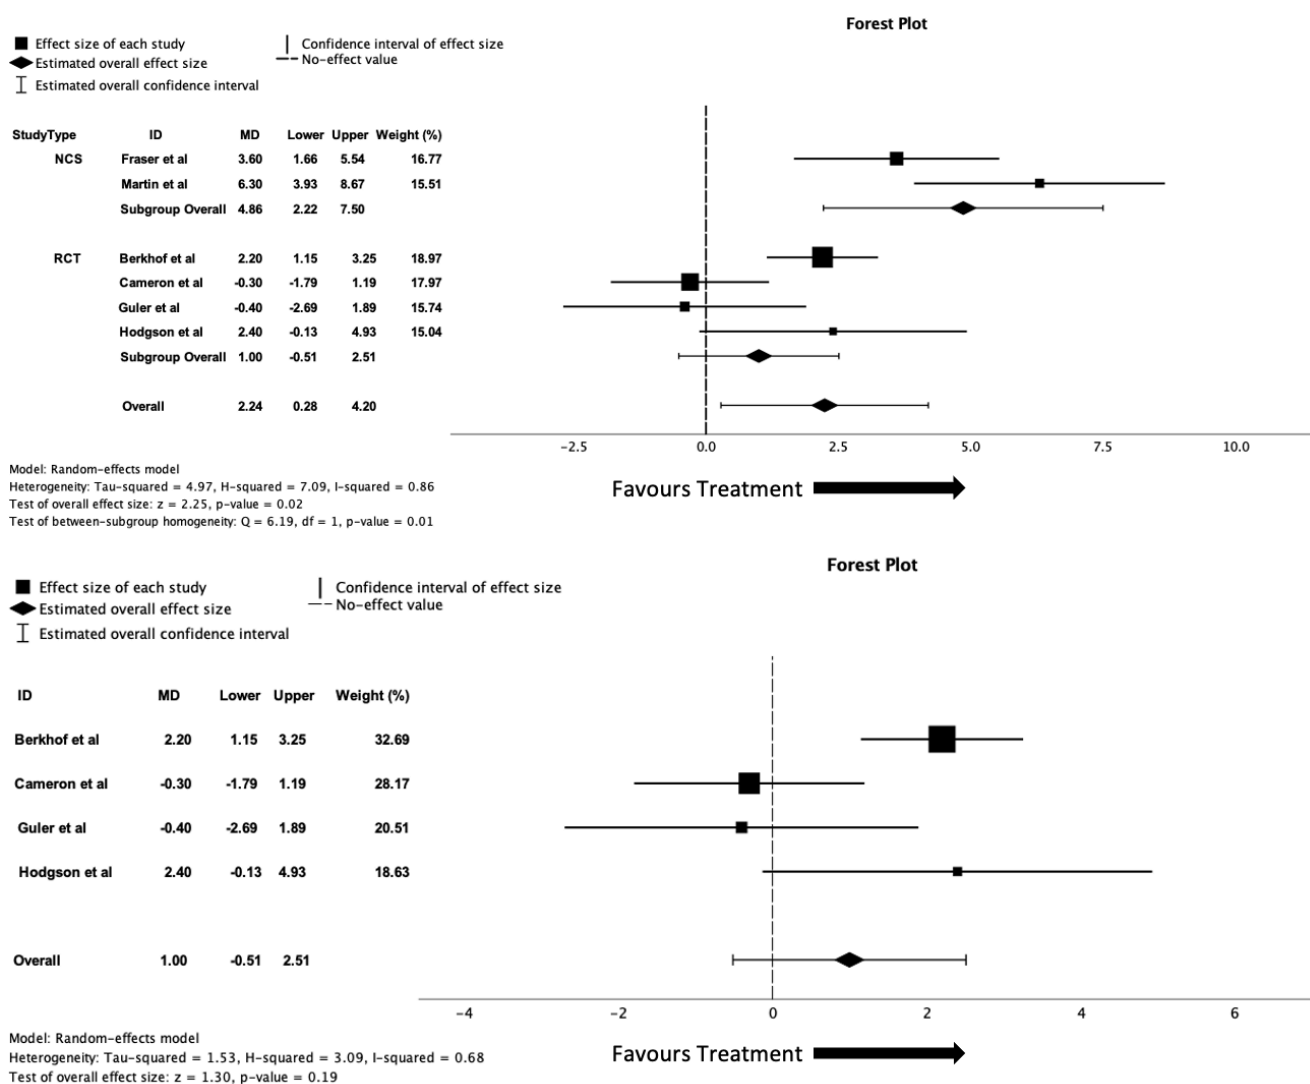 Forest Plot
Effect size of each study
Confidence interval of effect size
Estimated overall effect size
No-effect value
Estimated overall confidence interval
StudyType ID MD Lower Upper Weight (%)
NCS Fraser et al 3.60 1.66 5.54 16.77
Martin et al 6.30 3.93 8.67 15.51
Subgroup Overall 4.86 2.22 7.50
RCT Berkhof et al 2.20 1.15 3.25 18.97
Cameron et al -0.30 -1.79 1.19 17.97
Guler et al -0.40 -2.69 1.89 15.74
Hodgson et al 2.40 -0.13 4.93 15.04
Subgroup Overall 1.00 -0.51 2.51
Overall 2.24 0.28 4.20
-2.5 0.0 2.5 5.0 7.5 10.0
Model: Random-effects model
Heterogeneity: Tau-squared = 4.97, H-squared = 7.09, I-squared = 0.86
Test of overall effect size: z = 2.25, p-value = 0.02
Test of between-subgroup homogeneity: Q = 6.19, df = 1, p-value = 0.01
Favours Treatment
Forest Plot
Effect size of each study
Confidence interval of effect size
Estimated overall effect size
No-effect value
Estimated overall confidence interval
ID MD Lower Upper Weight (%)
Berkhof et al 2.20 1.15 3.25 32.69
Cameron et al -0.30 -1.79 1.19 28.17
Guler et al -0.40 -2.69 1.89 20.51
Hodgson et al 2.40 -0.13 4.93 18.63
Overall 1.00 -0.51 2.51
-4 -2 0 2 4 6
Model: Random-effects model
Heterogeneity: Tau-squared = 1.53, H-squared = 3.09, I-squared = 0.68
Test of overall effect size: z = 1.30, p-value = 0.19
Favours Treatment